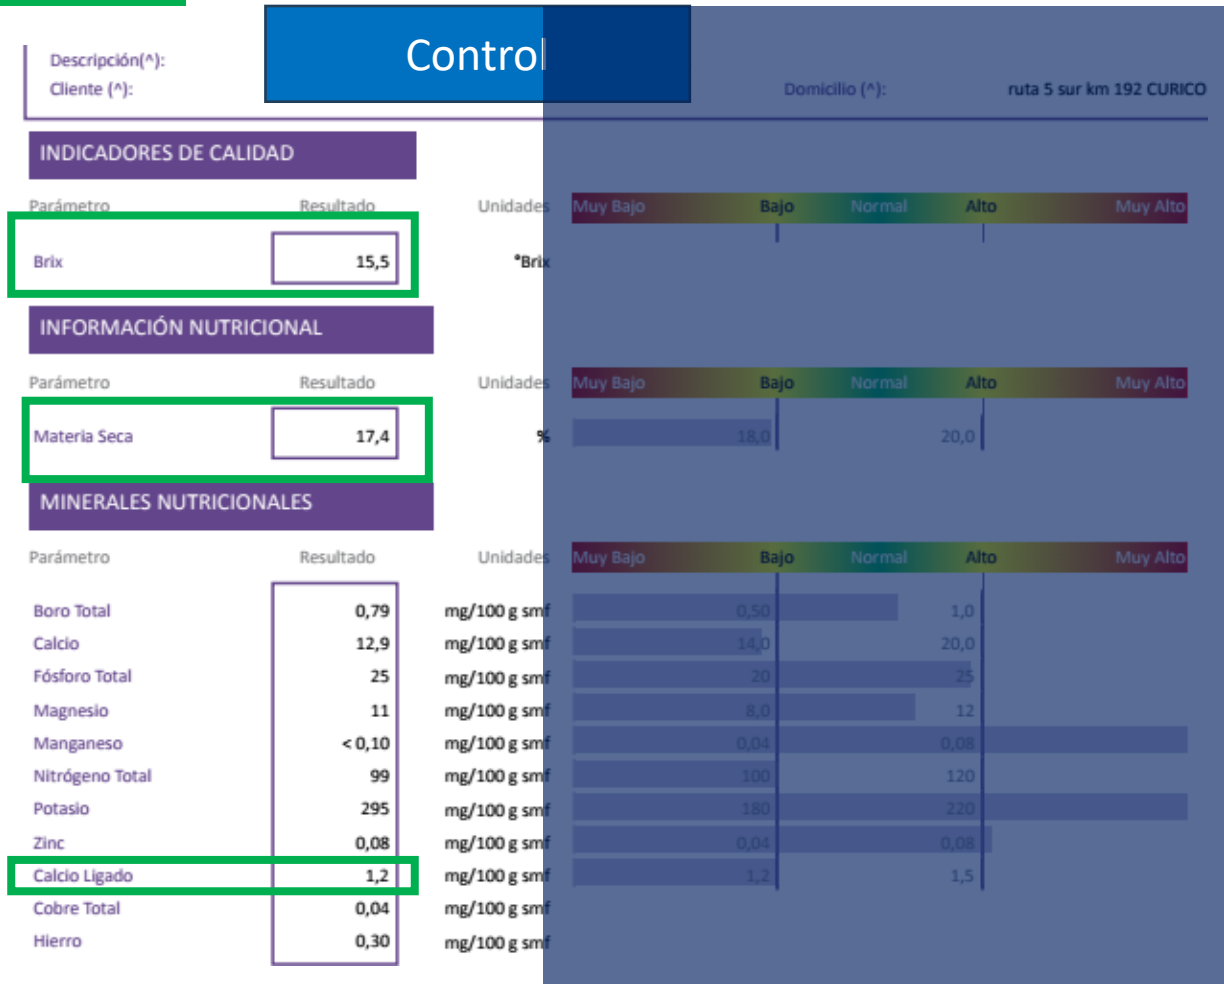 Control
Descripción(^):
Cliente (^): Domicilio (^): ruta 5 sur km 192 CURICO
INDICADORES DE CALIDAD
Parámetro Resultado Unidades Muy Bajo Bajo Normal Alto Muy Alto
Brix 15,5 °Brix
INFORMACIÓN NUTRICIONAL
Parámetro Resultado Unidades Muy Bajo Bajo Normal Alto Muy Alto
Materia Seca 17,4 % 18,0 20,0
MINERALES NUTRICIONALES
Parámetro Resultado Unidades Muy Bajo Bajo Normal Alto Muy Alto
Boro Total 0,79 mg/100 g smf 0,50 1,0
Calcio 12,9 mg/100 g smf 14,0 20,0
Fósforo Total 25 mg/100 g smf 20 25
Magnesio 11 mg/100 g smf 8,0 12
Manganeso < 0,10 mg/100 g smf 0,04 0,08
Nitrógeno Total 99 mg/100 g smf 100 120
Potasio 295 mg/100 g smf 180 220
Zinc 0,08 mg/100 g smf 0,04 0,08
Calcio Ligado 1,2 mg/100 g smf 1,2 1,5
Cobre Total 0,04 mg/100 g smf
Hierro 0,30 mg/100 g smf